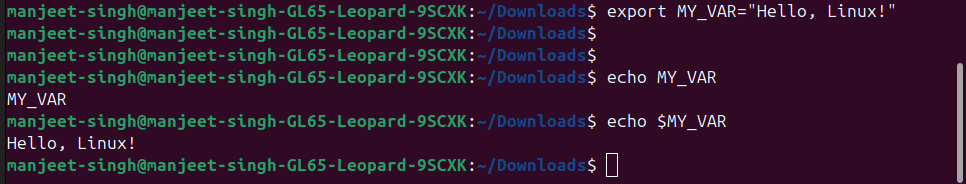 manjeet-singh@manjeet-singh-GL65-Leopard-9SCXK:~/Downloads$ export MY_VAR="Hello, Linux!"
manjeet-singh@manjeet-singh-GL65-Leopard-9SCXK:~/Downloads$
manjeet-singh@manjeet-singh-GL65-Leopard-9SCXK:~/Downloads$
manjeet-singh@manjeet-singh-GL65-Leopard-9SCXK:~/Downloads$ echo MY_VAR
MY_VAR
manjeet-singh@manjeet-singh-GL65-Leopard-9SCXK:~/Downloads$ echo $MY_VAR
Hello, Linux!
manjeet-singh@manjeet-singh-GL65-Leopard-9SCXK:~/Downloads$